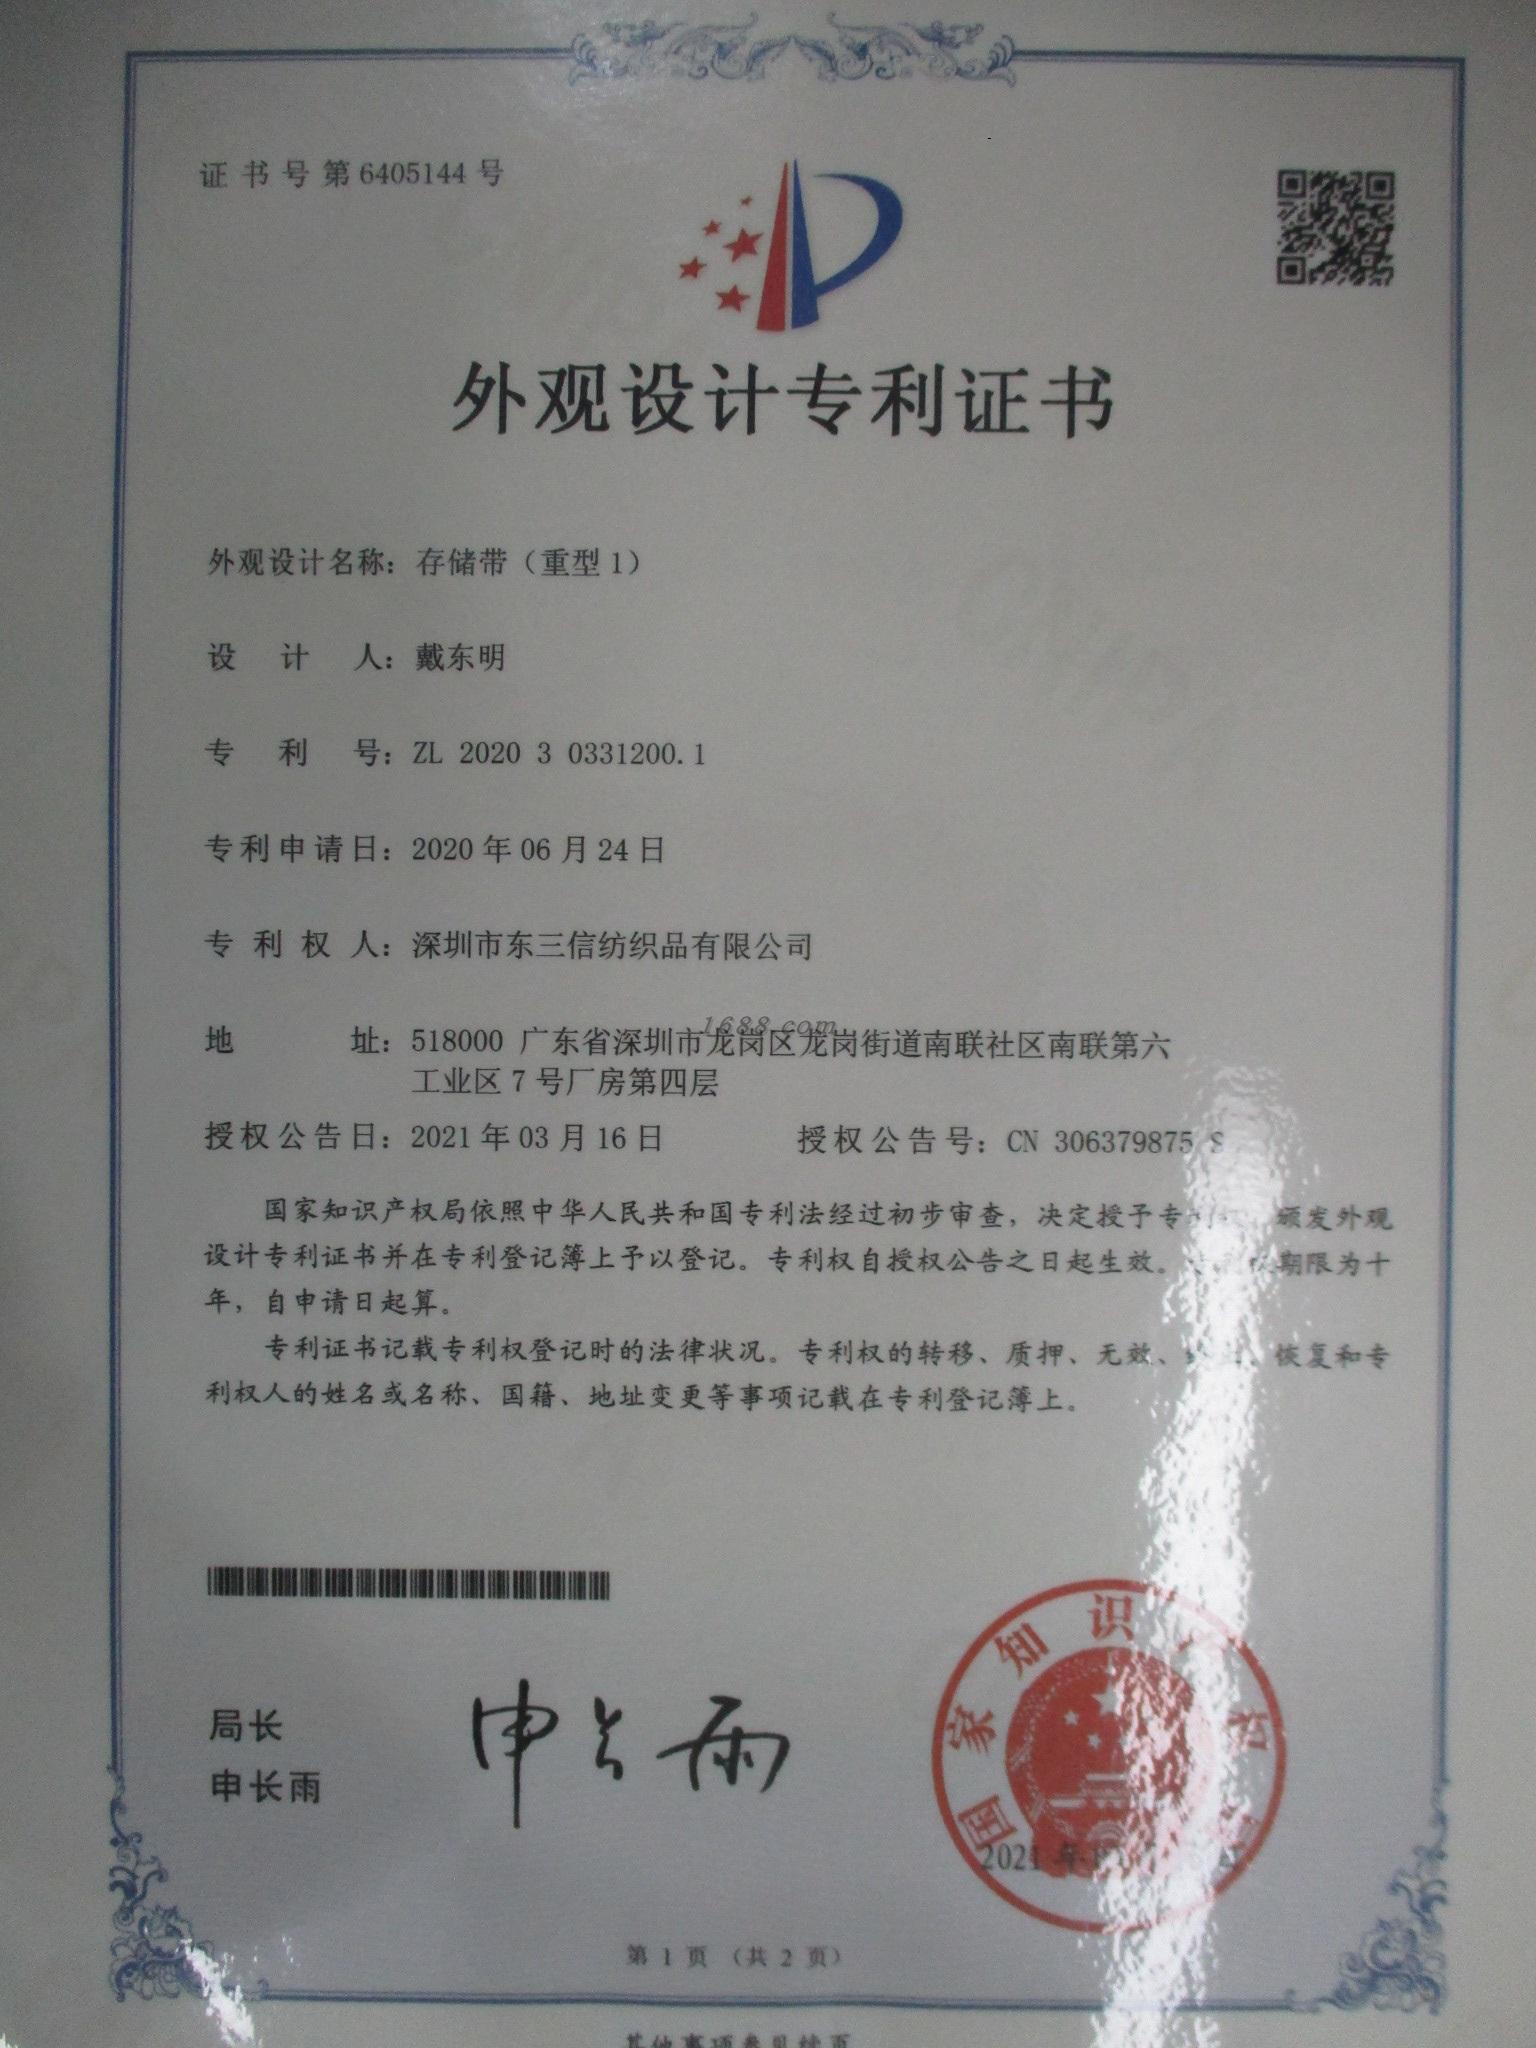 证书号第6405144号
外观设计专利证书
外观设计名称：存储带（重型1）
设计人：戴东明
专利号：ZL 2020 3 0331200.1
专利申请日：2020年06月24日
专利权人：深圳市东三信纺织品有限公司
1688.com
地址：518000 广东省深圳市龙岗区龙岗街道南联社区南联第六
工业区7号厂房第四层
授权公告日：2021年03月16日 授权公告号：CN 306379875 S
国家知识产权局依照中华人民共和国专利法经过初步审查，决定授予专利权，颁发外观
设计专利证书并在专利登记簿上予以登记。专利权自授权公告之日起生效。专利权期限为十
年，自申请日起算。
专利证书记载专利权登记时的法律状况。专利权的转移、质押、无效、恢复和专
利权人的姓名或名称、国籍、地址变更等事项记载在专利登记簿上。
局长
申长雨
申长雨
国家知识 权
2021年
第1页（共2页）
其他事项参见续页